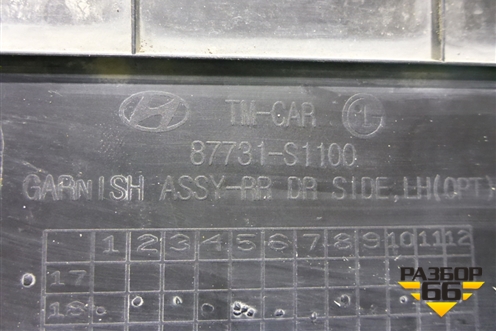 TM-CAR L
87731-S1100
GARNISH ASSY-RR DR SIDE,LH(OPT)
1 2 3 4 5 6 7 8 9 10 11 12
17
18
РАЗБОР
66